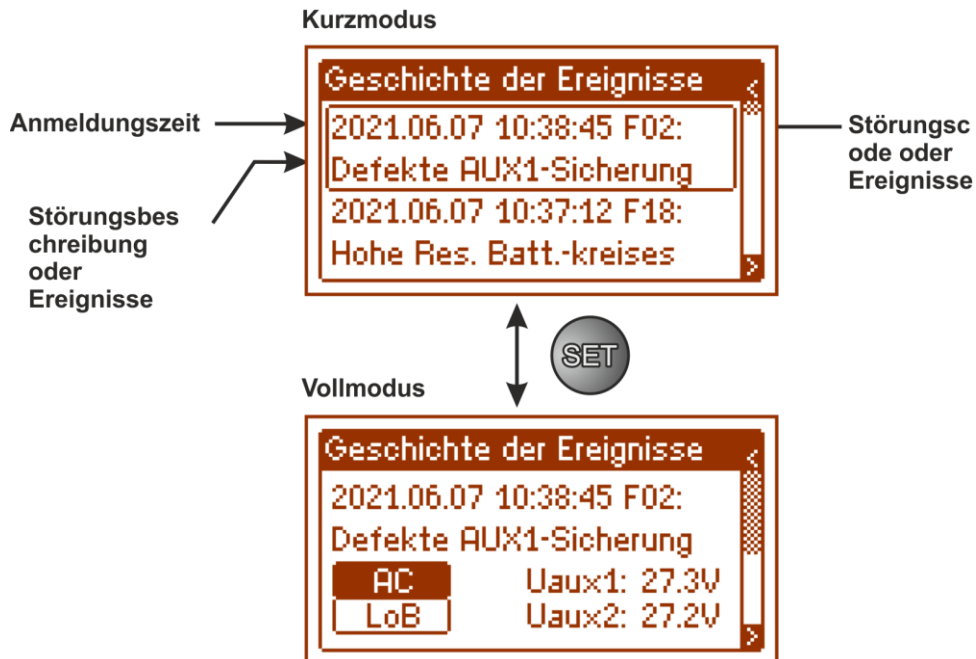 Kurzmodus
Geschichte der Ereignisse
Anmeldungszeit
2021.06.07 10:38:45 F02:
Defekte AUX1-Sicherung
2021.06.07 10:37:12 F18:
Hohe Res. Batt.-kreises
Störungsc
ode oder
Ereignisse
Störungsbes
chreibung
oder
Ereignisse
SET
Vollmodus
Geschichte der Ereignisse
2021.06.07 10:38:45 F02:
Defekte AUX1-Sicherung
AC
Uaux1: 27.3V
LoB
Uaux2: 27.2V